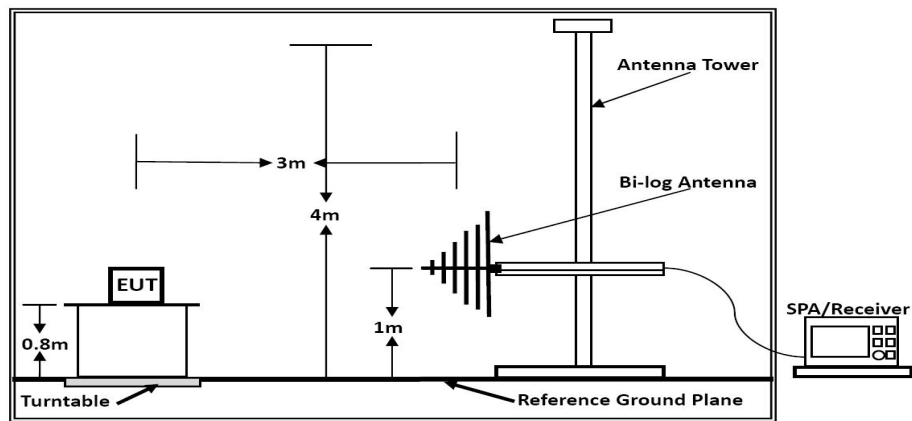 Antenna Tower
3m
Bi-log Antenna
4m
EUT
SPA/Receiver
0.8m
1m
Turntable
Reference Ground Plane